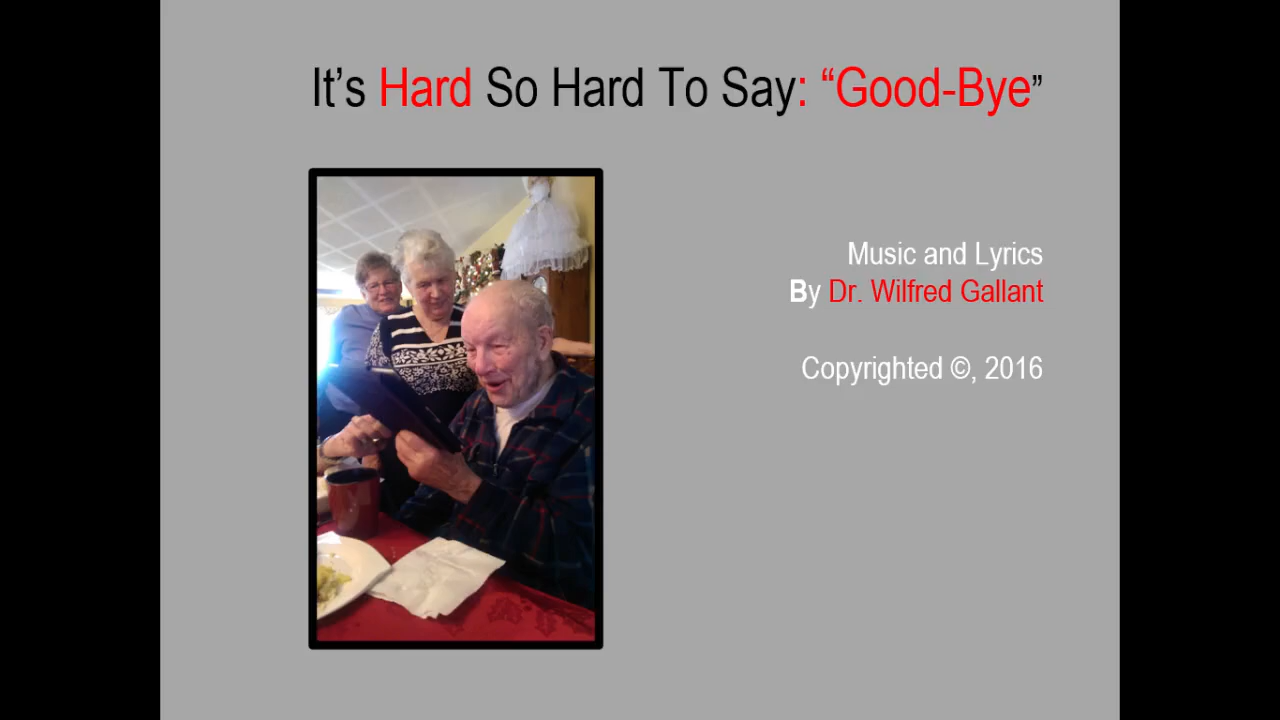 It’s Hard So Hard To Say: “Good-Bye”
Music and Lyrics
By Dr. Wilfred Gallant
Copyrighted ©, 2016